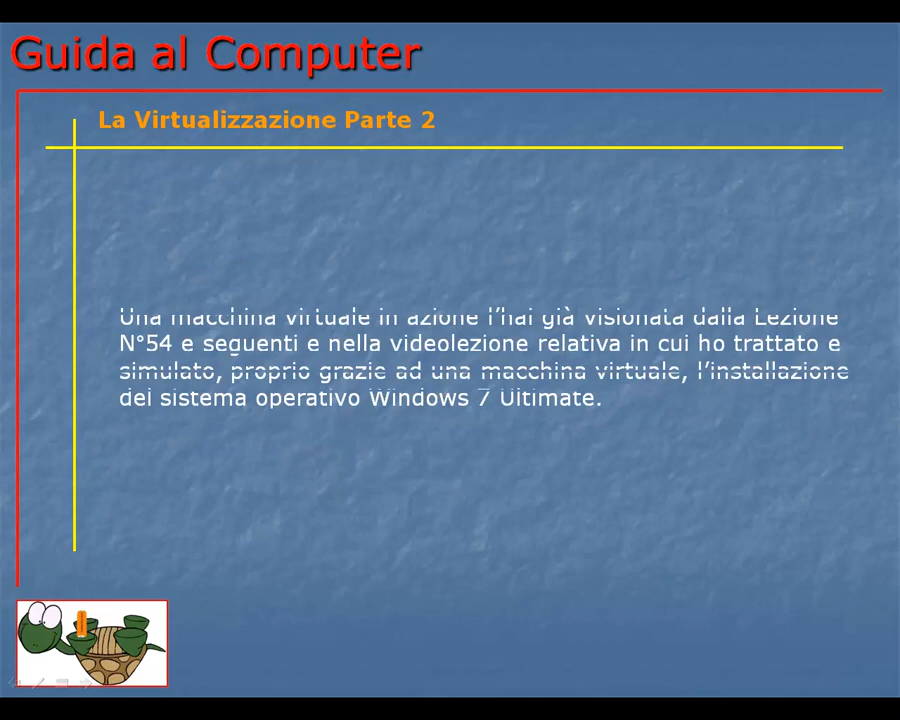 Guida al Computer
La Virtualizzazione Parte 2
Una macchina virtuale in azione l'hai già visionata dalla Lezione
N°54 e seguenti e nella videolezione relativa in cui ho trattato e
simulato, proprio grazie ad una macchina virtuale, l'installazione
del sistema operativo Windows 7 Ultimate.